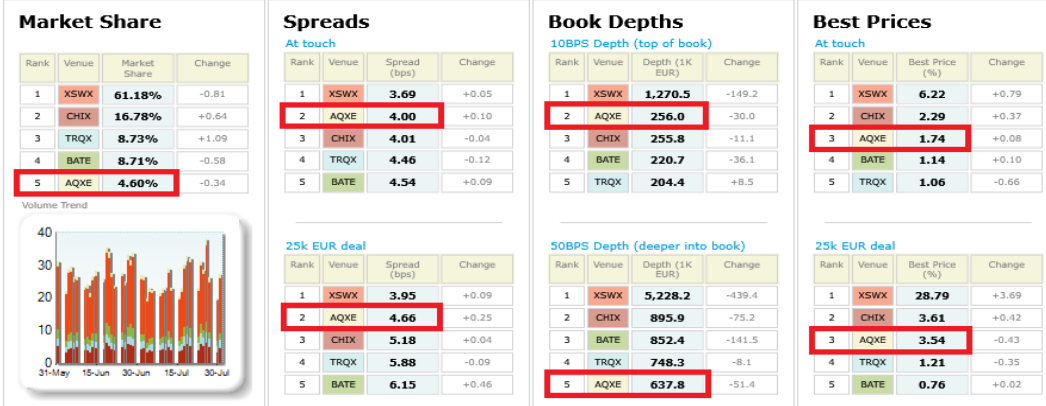 Market Share
Rank Venue Market Share Change
1 XSWX 61.18% -0.81
2 CHIX 16.78% +0.64
3 TRQX 8.73% +1.09
4 BATE 8.71% -0.58
5 AQXE 4.60% -0.34
Volume Trend
40
30
20
10
0
31-May 15-Jun 30-Jun 15-Jul 30-Jul
Spreads
At touch
Rank Venue Spread (bps) Change
1 XSWX 3.69 +0.05
2 AQXE 4.00 +0.10
3 CHIX 4.01 -0.04
4 TRQX 4.46 -0.12
5 BATE 4.54 +0.09
25k EUR deal
Rank Venue Spread (bps) Change
1 XSWX 3.95 +0.09
2 AQXE 4.66 +0.25
3 CHIX 5.18 +0.04
4 TRQX 5.88 -0.09
5 BATE 6.15 +0.46
Book Depths
10BPS Depth (top of book)
Rank Venue Depth (1K EUR) Change
1 XSWX 1,270.5 -149.2
2 AQXE 256.0 -30.0
3 CHIX 255.8 -11.1
4 BATE 220.7 -36.1
5 TRQX 204.4 +8.5
50BPS Depth (deeper into book)
Rank Venue Depth (1K EUR) Change
1 XSWX 5,228.2 -439.4
2 CHIX 895.9 -75.2
3 BATE 852.4 -141.5
4 TRQX 748.3 -8.1
5 AQXE 637.8 -51.4
Best Prices
At touch
Rank Venue Best Price (%) Change
1 XSWX 6.22 +0.79
2 CHIX 2.29 +0.37
3 AQXE 1.74 +0.08
4 BATE 1.14 +0.10
5 TRQX 1.06 -0.66
25k EUR deal
Rank Venue Best Price (%) Change
1 XSWX 28.79 +3.69
2 CHIX 3.61 +0.42
3 AQXE 3.54 -0.43
4 TRQX 1.21 -0.35
5 BATE 0.76 +0.02